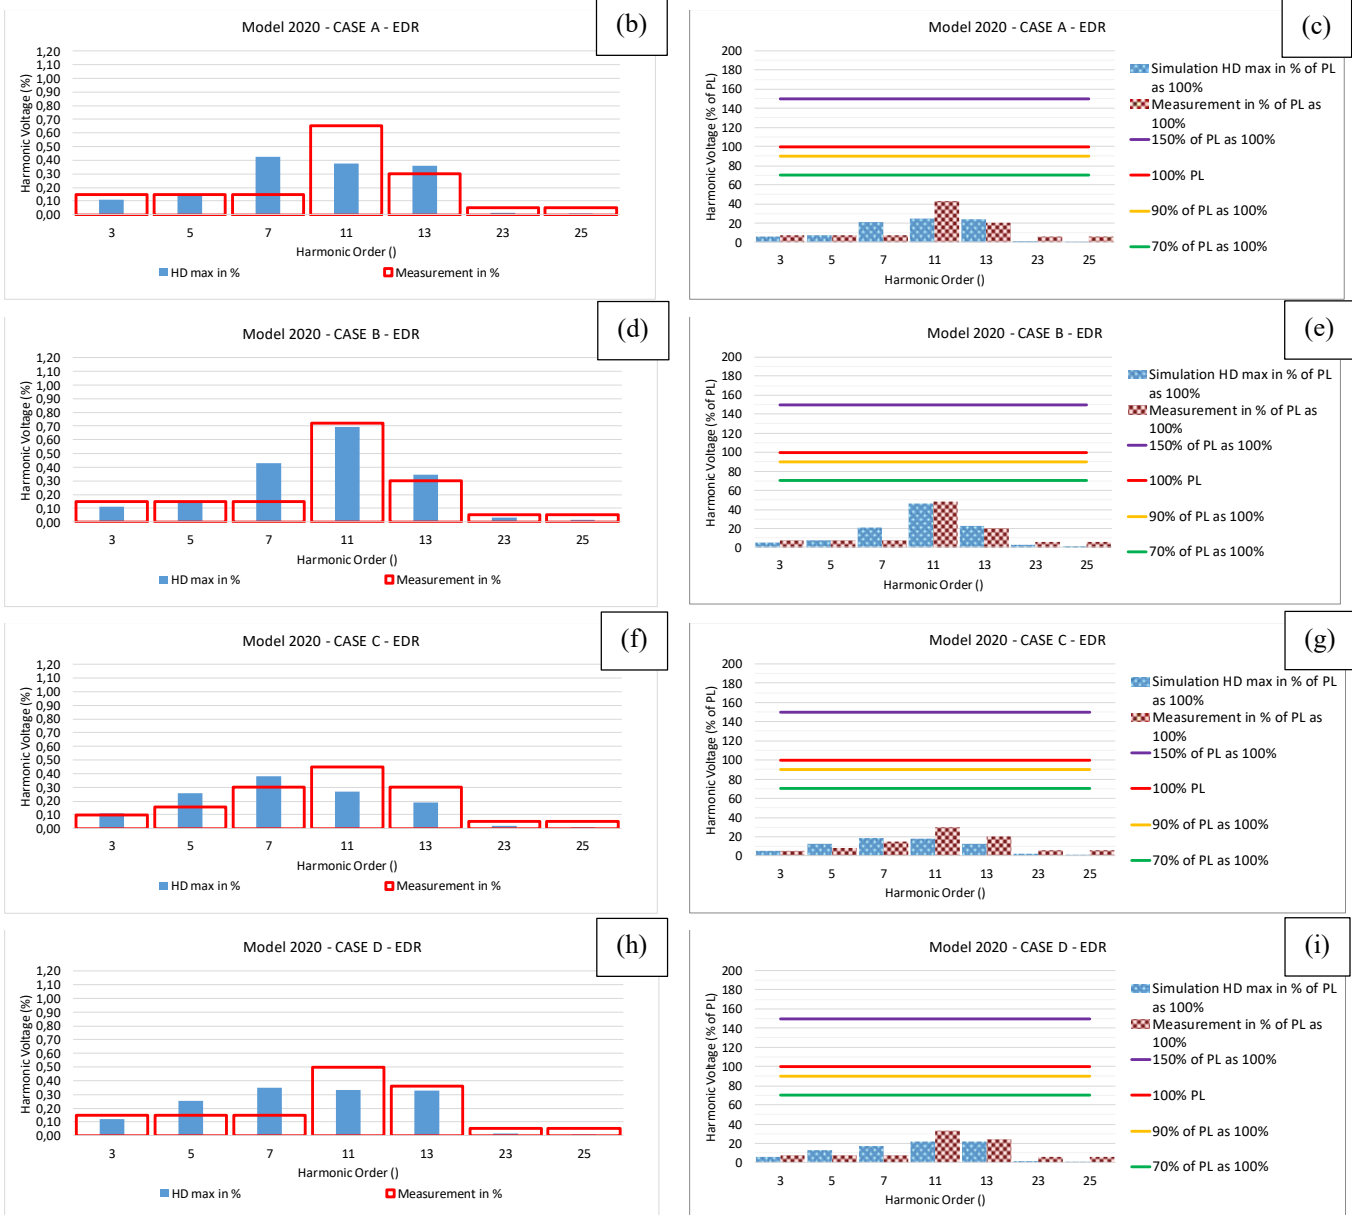 Model 2020 - CASE A - EDR
(b)
Harmonic Voltage (%)
1,20
1,10
1,00
0,90
0,80
0,70
0,60
0,50
0,40
0,30
0,20
0,10
0,00
3 5 7 11 13 23 25
Harmonic Order ()
HD max in % Measurement in %
Model 2020 - CASE A - EDR
(c)
Harmonic Voltage (% of PL)
200
180
160
140
120
100
80
60
40
20
0
3 5 7 11 13 23 25
Harmonic Order ()
Simulation HD max in % of PL
as 100%
Measurement in % of PL as
100%
150% of PL as 100%
100% PL
90% of PL as 100%
70% of PL as 100%
Model 2020 - CASE B - EDR
(d)
Harmonic Voltage (%)
1,20
1,10
1,00
0,90
0,80
0,70
0,60
0,50
0,40
0,30
0,20
0,10
0,00
3 5 7 11 13 23 25
Harmonic Order ()
HD max in % Measurement in %
Model 2020 - CASE B - EDR
(e)
Harmonic Voltage (% of PL)
200
180
160
140
120
100
80
60
40
20
0
3 5 7 11 13 23 25
Harmonic Order ()
Simulation HD max in % of PL
as 100%
Measurement in % of PL as
100%
150% of PL as 100%
100% PL
90% of PL as 100%
70% of PL as 100%
Model 2020 - CASE C - EDR
(f)
Harmonic Voltage (%)
1,20
1,10
1,00
0,90
0,80
0,70
0,60
0,50
0,40
0,30
0,20
0,10
0,00
3 5 7 11 13 23 25
Harmonic Order ()
HD max in % Measurement in %
Model 2020 - CASE C - EDR
(g)
Harmonic Voltage (% of PL)
200
180
160
140
120
100
80
60
40
20
0
3 5 7 11 13 23 25
Harmonic Order ()
Simulation HD max in % of PL
as 100%
Measurement in % of PL as
100%
150% of PL as 100%
100% PL
90% of PL as 100%
70% of PL as 100%
Model 2020 - CASE D - EDR
(h)
Harmonic Voltage (%)
1,20
1,10
1,00
0,90
0,80
0,70
0,60
0,50
0,40
0,30
0,20
0,10
0,00
3 5 7 11 13 23 25
Harmonic Order ()
HD max in % Measurement in %
Model 2020 - CASE D - EDR
(i)
Harmonic Voltage (% of PL)
200
180
160
140
120
100
80
60
40
20
0
3 5 7 11 13 23 25
Harmonic Order ()
Simulation HD max in % of PL
as 100%
Measurement in % of PL as
100%
150% of PL as 100%
100% PL
90% of PL as 100%
70% of PL as 100%